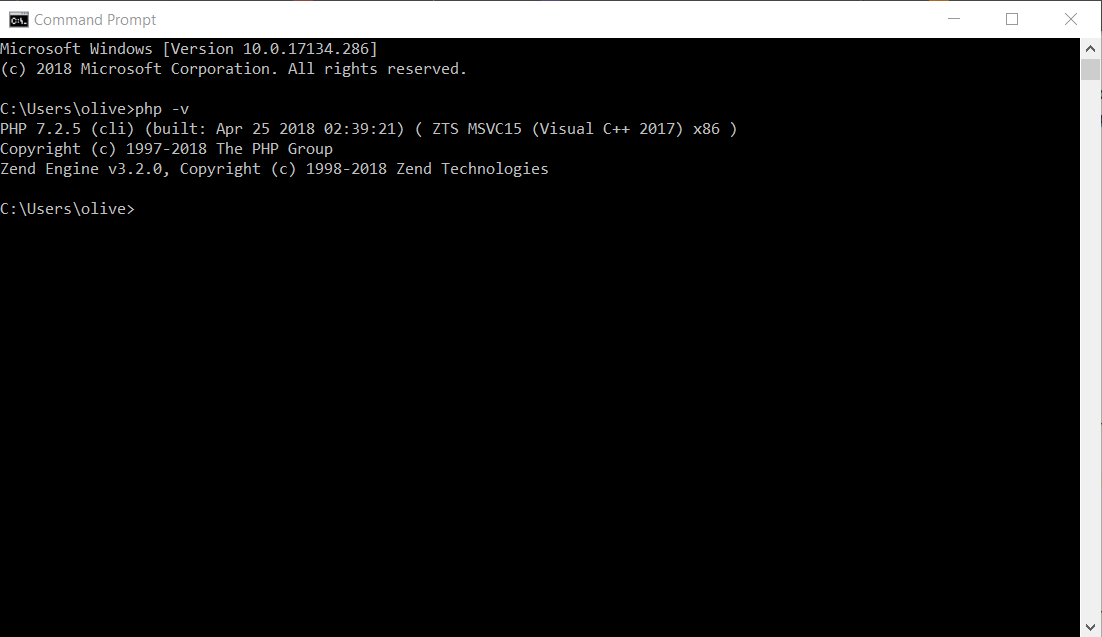 Command Prompt
Microsoft Windows [Version 10.0.17134.286]
(c) 2018 Microsoft Corporation. All rights reserved.
C:\Users\olive>php -v
PHP 7.2.5 (cli) (built: Apr 25 2018 02:39:21) ( ZTS MSVC15 (Visual C++ 2017) x86 )
Copyright (c) 1997-2018 The PHP Group
Zend Engine v3.2.0, Copyright (c) 1998-2018 Zend Technologies
C:\Users\olive>